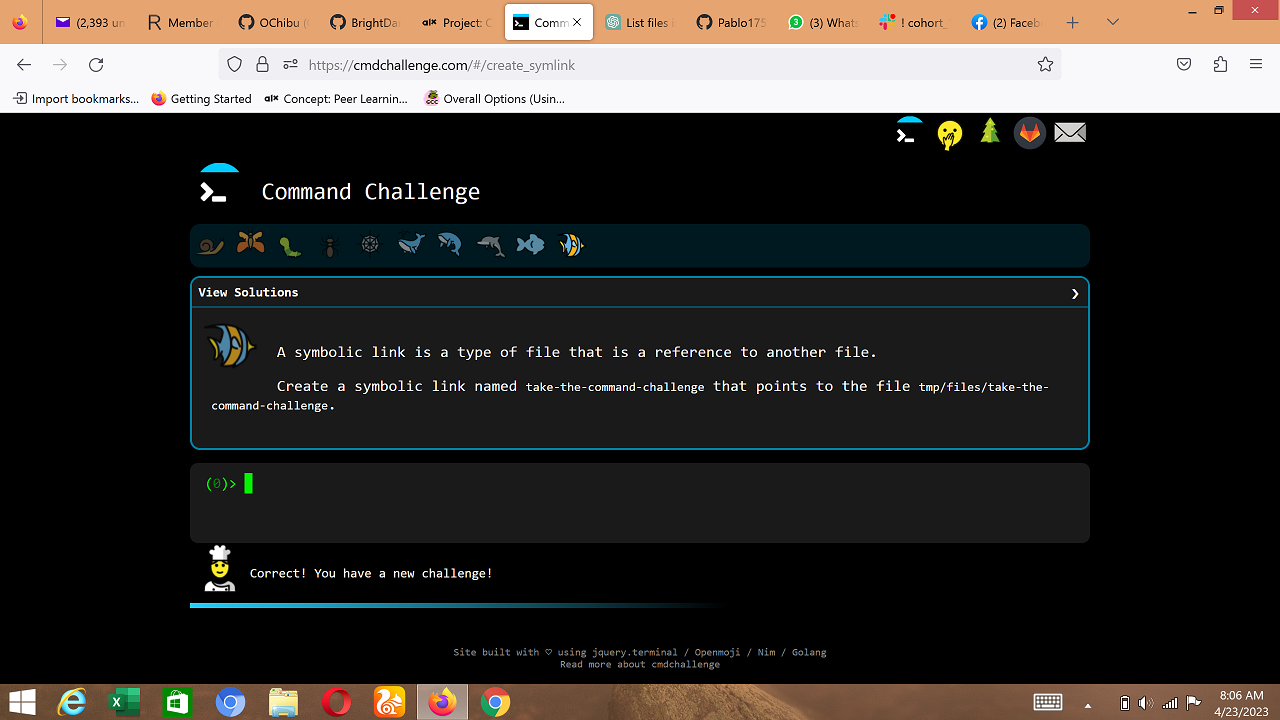 (2,393 un
Member
OChibu (
BrightDa
alx Project: C
Comm
List files i
Pablo175
(3) Whats
! cohort_
(2) Faceb
https://cmdchallenge.com/#/create_symlink
Import bookmarks...
Getting Started
alx Concept: Peer Learnin...
Overall Options (Usin...
Command Challenge
View Solutions
A symbolic link is a type of file that is a reference to another file.
Create a symbolic link named take-the-command-challenge that points to the file tmp/files/take-the-
command-challenge.
(0)>
Correct! You have a new challenge!
Site built with ♡ using jquery.terminal / Openmoji / Nim / Golang
Read more about cmdchallenge
8:06 AM
4/23/2023